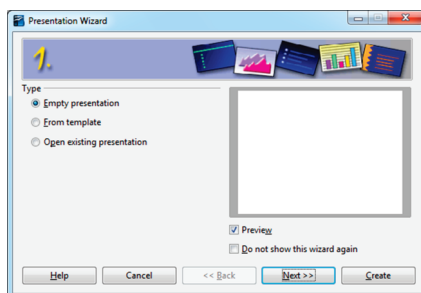 Presentation Wizard
1.
Type
Empty presentation
From template
Open existing presentation
Preview
Do not show this wizard again
Help Cancel << Back Next >> Create